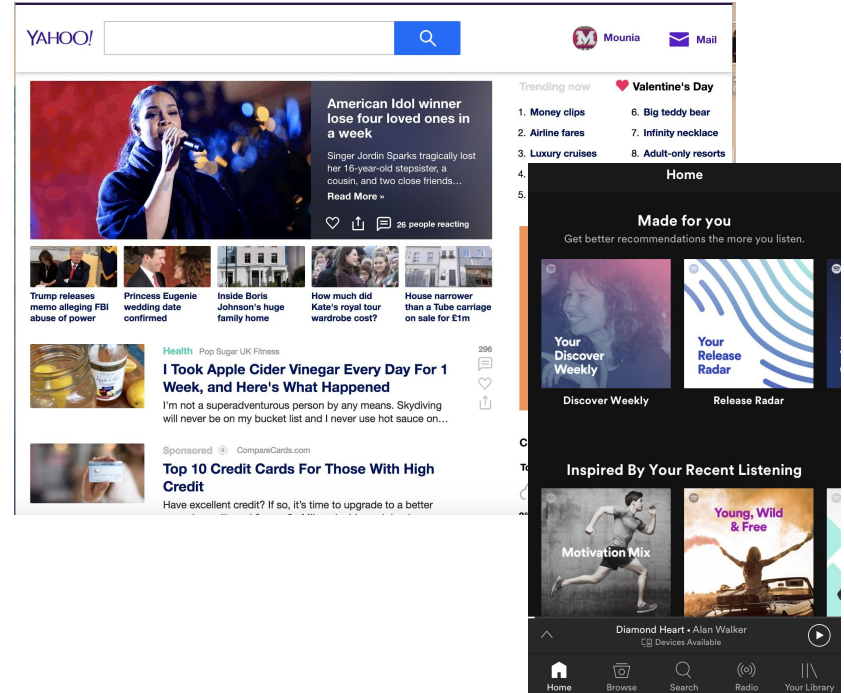 YAHOO!
M
Mounia
Mail
American Idol winner
lose four loved ones in
a week
Singer Jordin Sparks tragically lost
her 16-year-old stepsister, a
cousin, and two close friends...
Read More »
26 people reacting
Trump releases
memo alleging FBI
abuse of power
Princess Eugenie
wedding date
confirmed
Inside Boris
Johnson's huge
family home
How much did
Kate's royal tour
wardrobe cost?
House narrower
than a Tube carriage
on sale for £1m
Health Pop Sugar UK Fitness
296
I Took Apple Cider Vinegar Every Day For 1
Week, and Here's What Happened
I'm not a superadventurous person by any means. Skydiving
will never be on my bucket list and I never use hot sauce on...
Sponsored CompareCards.com
Top 10 Credit Cards For Those With High
Credit
Have excellent credit? If so, it's time to upgrade to a better
Trending now
Valentine's Day
1. Money clips
2. Airline fares
3. Luxury cruises
4.
5.
6. Big teddy bear
7. Infinity necklace
8. Adult-only resorts
Home
Made for you
Get better recommendations the more you listen.
Your
Discover
Weekly
Your
Release
Radar
Discover Weekly
Release Radar
Inspired By Your Recent Listening
Motivation Mix
Young, Wild
& Free
Diamond Heart • Alan Walker
Devices Available
Home
Browse
Search
Radio
Your Library